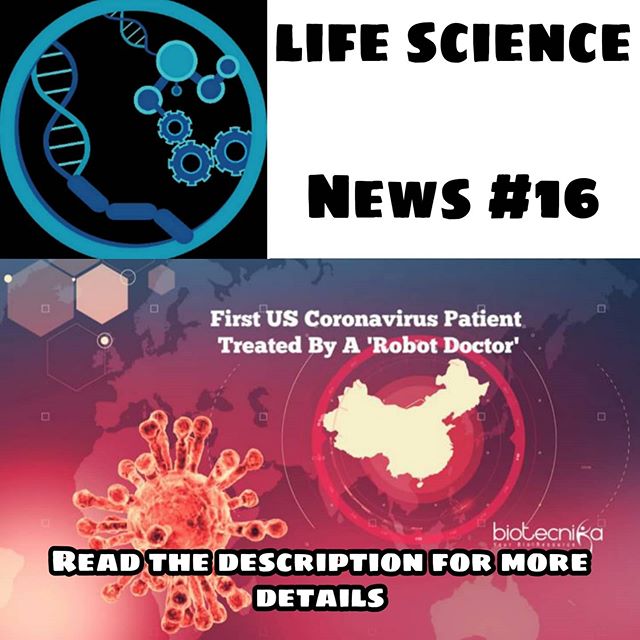 LIFE SCIENCE
NEWS #16
First US Coronavirus Patient
Treated By A 'Robot Doctor'
biotecnika
Your BioResource
READ THE DESCRIPTION FOR MORE
DETAILS